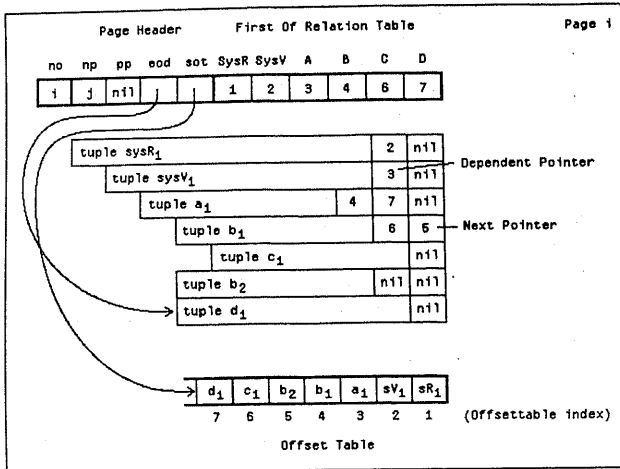 Page Header First Of Relation Table Page i
no np pp eod sot SysR SysV A B C D
i j nil 1 2 3 4 6 7
tuple sysR1 2 nil
tuple sysV1 3 nil Dependent Pointer
tuple a1 4 7 nil
tuple b1 6 5 Next Pointer
tuple c1 nil
tuple b2 nil nil
tuple d1 nil
d1 c1 b2 b1 a1 sV1 sR1
7 6 5 4 3 2 1 (Offsettable index)
Offset Table